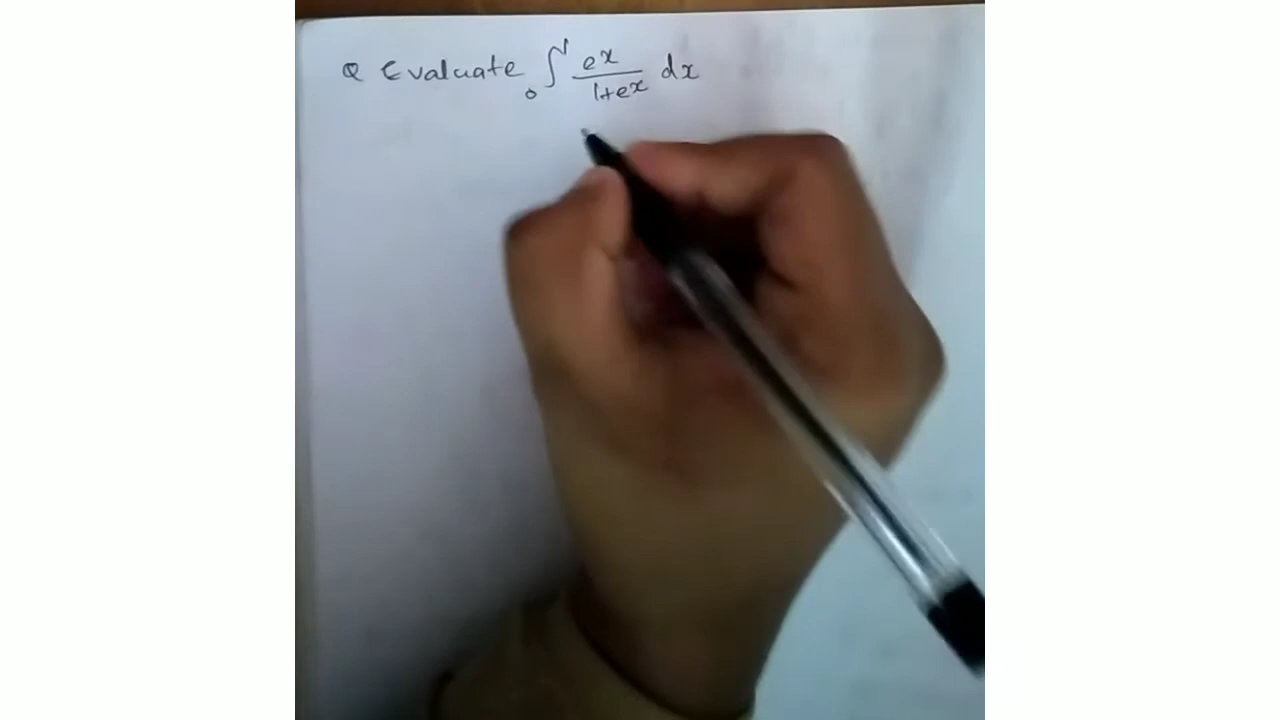 Q Evaluate ∫₀¹ eˣ/(1+eˣ) dx